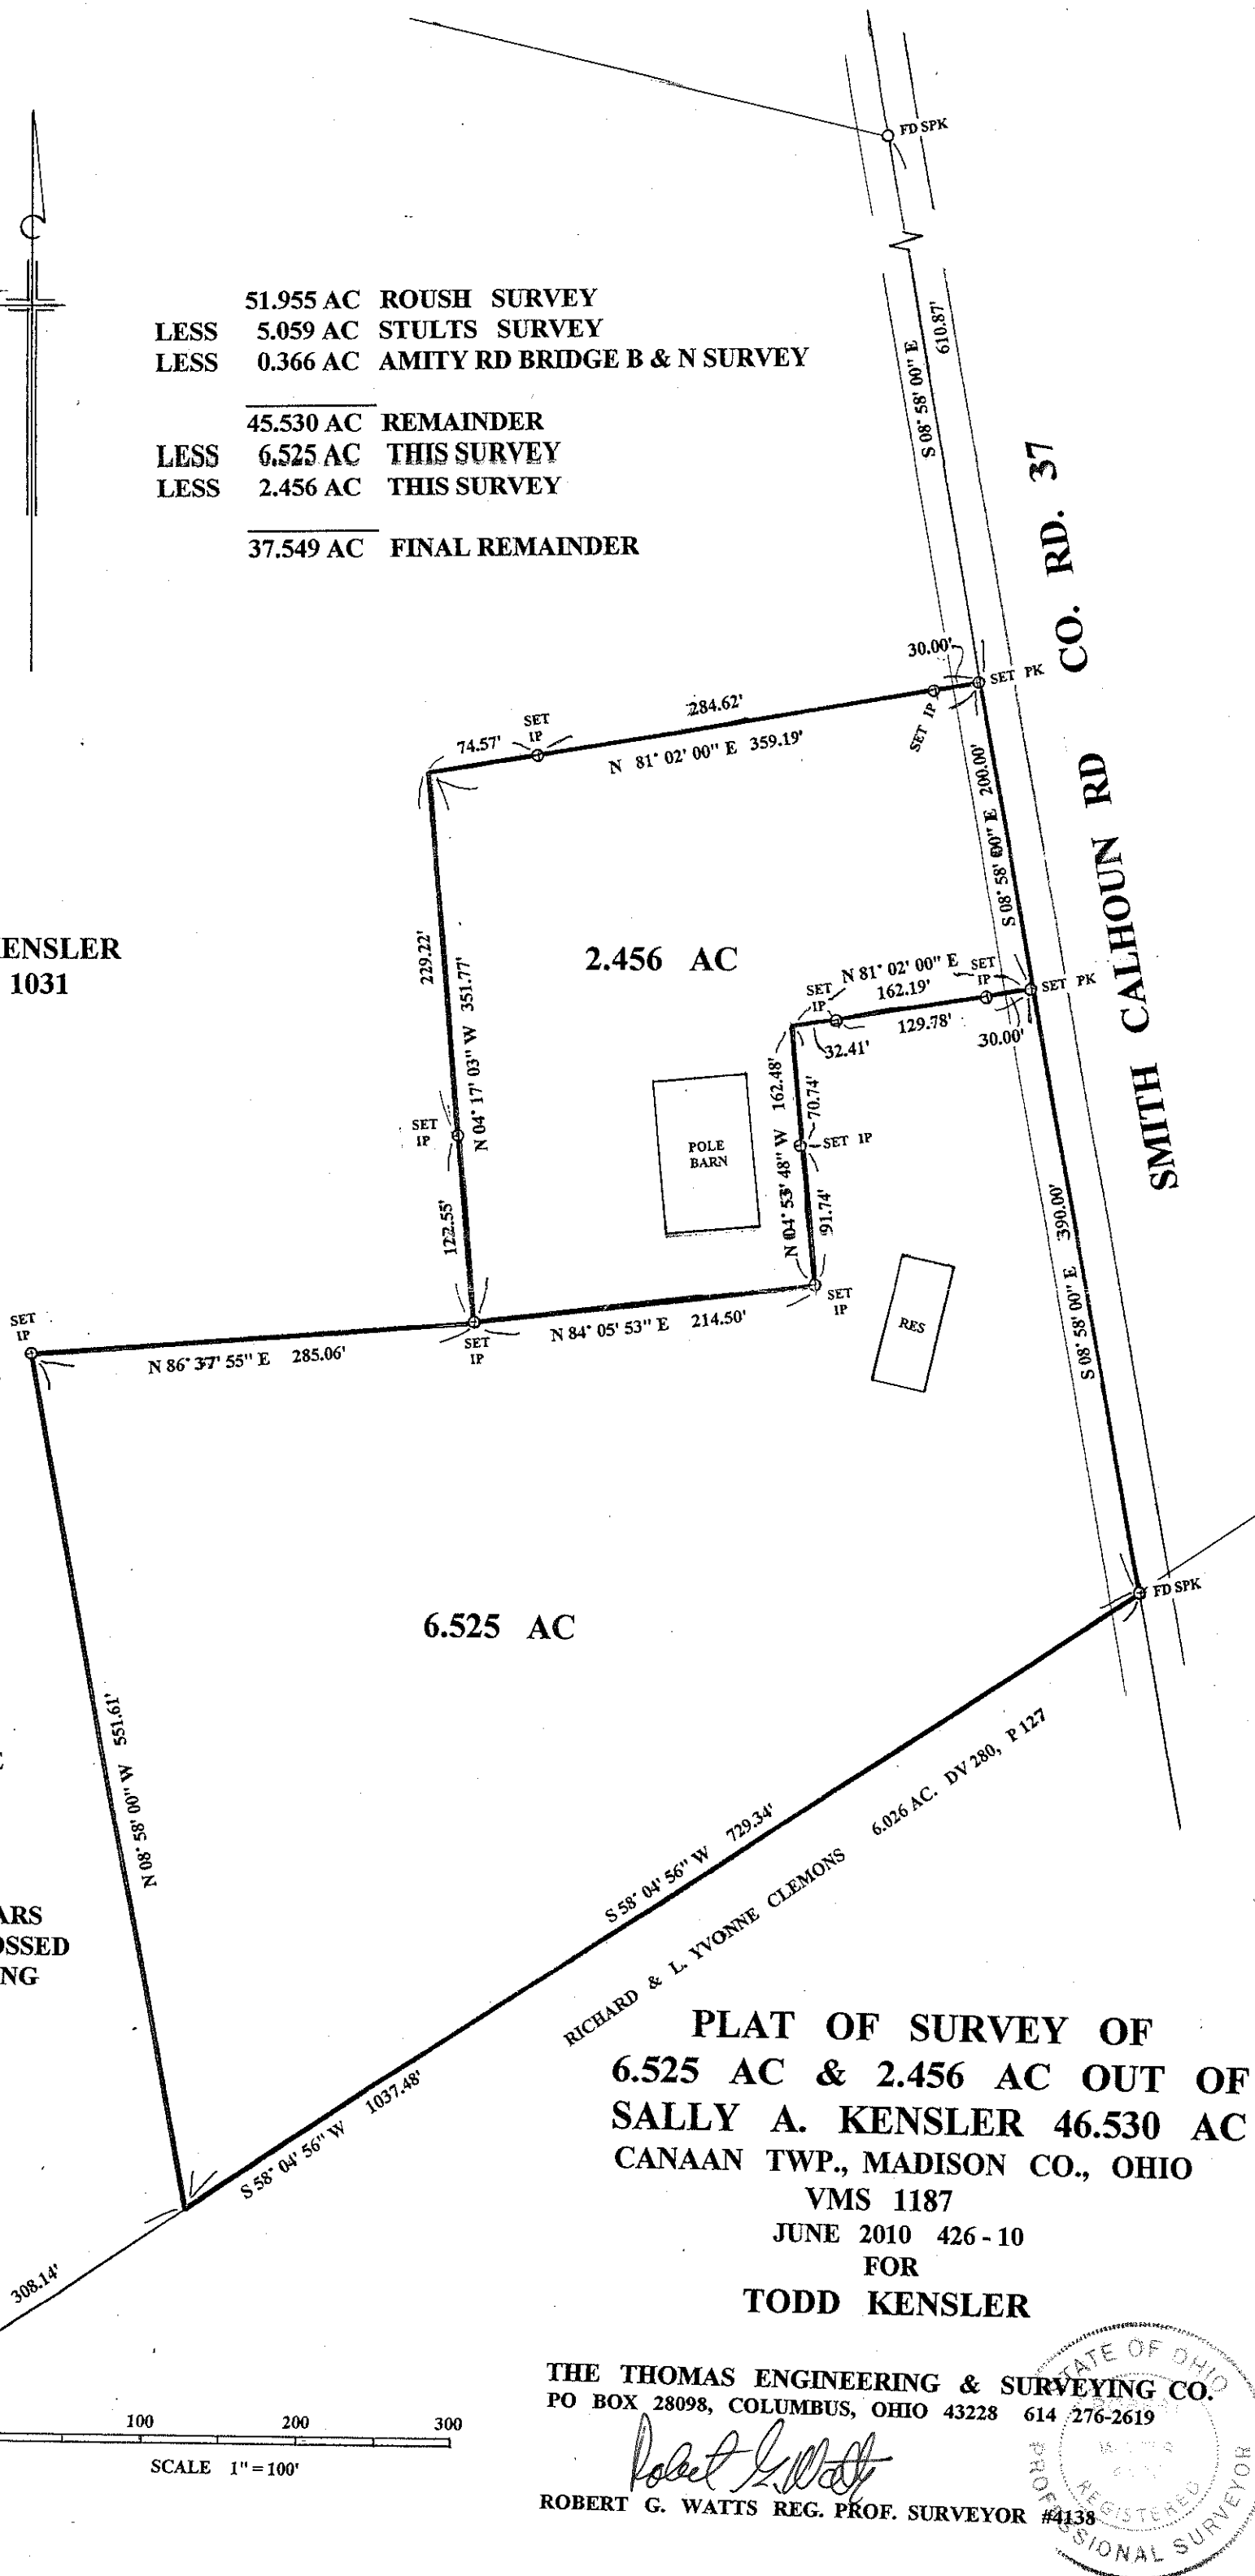 FD SPK
51.955 AC ROUSH SURVEY
LESS 5.059 AC STULTS SURVEY
LESS 0.366 AC AMITY RD BRIDGE B & N SURVEY
45.530 AC REMAINDER
LESS 6.525 AC THIS SURVEY
LESS 2.456 AC THIS SURVEY
37.549 AC FINAL REMAINDER
S 08° 58' 00" E
610.87'
CO. RD. 37
SMITH CALHOUN RD
30.00'
SET PK
SET IP
284.62'
SET
IP
74.57'
N 81° 02' 00" E 359.19'
S 08° 58' 00" E 200.00'
229.22'
N 04° 17' 03" W 351.77'
ENSLER
1031
2.456 AC
N 81° 02' 00" E
SET
IP
162.19'
SET
IP
SET PK
129.78'
32.41'
30.00'
162.48'
N 04° 53' 48" W
70.74'
SET IP
91.74'
POLE
BARN
SET
IP
122.55'
390.00'
S 08° 58' 00" E
SET
IP
RES
SET
IP
N 86° 37' 55" E 285.06'
SET
IP
N 84° 05' 53" E 214.50'
FD SPK
6.525 AC
N 08° 58' 00" W 551.61'
S 58° 04' 56" W 729.34'
RICHARD & L. YVONNE CLEMONS 6.026 AC. DV 280, P 127
ARS
OSSED
NG
S 58° 04' 56" W 1037.48'
308.14'
PLAT OF SURVEY OF
6.525 AC & 2.456 AC OUT OF
SALLY A. KENSLER 46.530 AC
CANAAN TWP., MADISON CO., OHIO
VMS 1187
JUNE 2010 426-10
FOR
TODD KENSLER
THE THOMAS ENGINEERING & SURVEYING CO.
PO BOX 28098, COLUMBUS, OHIO 43228 614 276-2619
Robert G. Watts
ROBERT G. WATTS REG. PROF. SURVEYOR #4138
STATE OF OHIO
REGISTERED
PROFESSIONAL SURVEYOR
100 200 300
SCALE 1"=100'